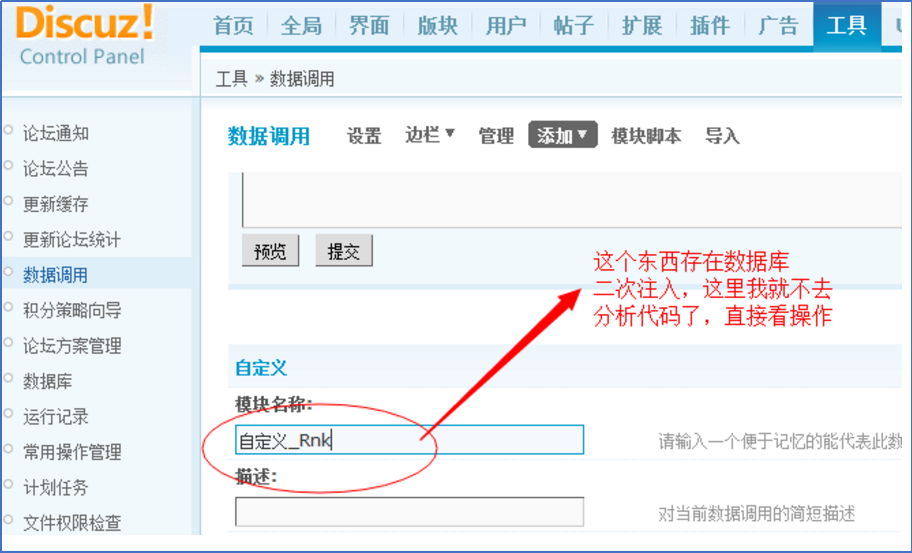 Discuz!
Control Panel
首页 全局 界面 版块 用户 帖子 扩展 插件 广告 工具
工具 » 数据调用
论坛通知
论坛公告
更新缓存
更新论坛统计
数据调用
积分策略向导
论坛方案管理
数据库
运行记录
常用操作管理
计划任务
文件权限检查
数据调用 设置 边栏▼ 管理 添加▼ 模块脚本 导入
预览 提交
这个东西存在数据库
二次注入，这里我就不去
分析代码了，直接看操作
自定义
模块名称:
自定义_Rnk
请输入一个便于记忆的能代表此数
描述:
对当前数据调用的简短描述